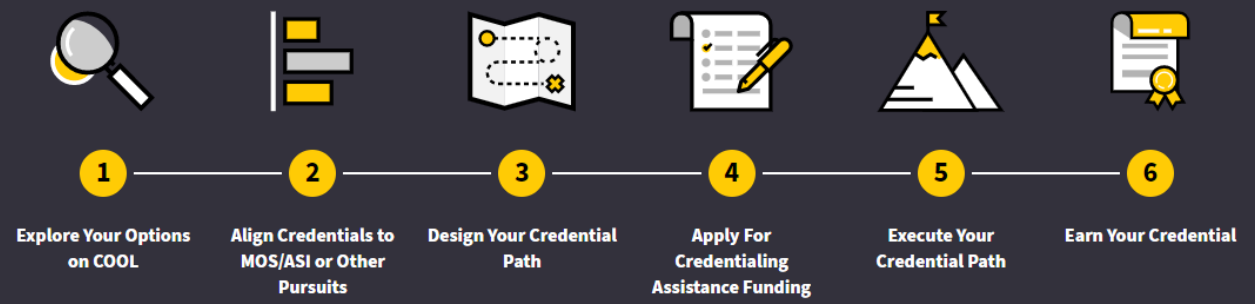 1
2
3
4
5
6
Explore Your Options
on COOL
Align Credentials to
MOS/ASI or Other
Pursuits
Design Your Credential
Path
Apply For
Credentialing
Assistance Funding
Execute Your
Credential Path
Earn Your Credential